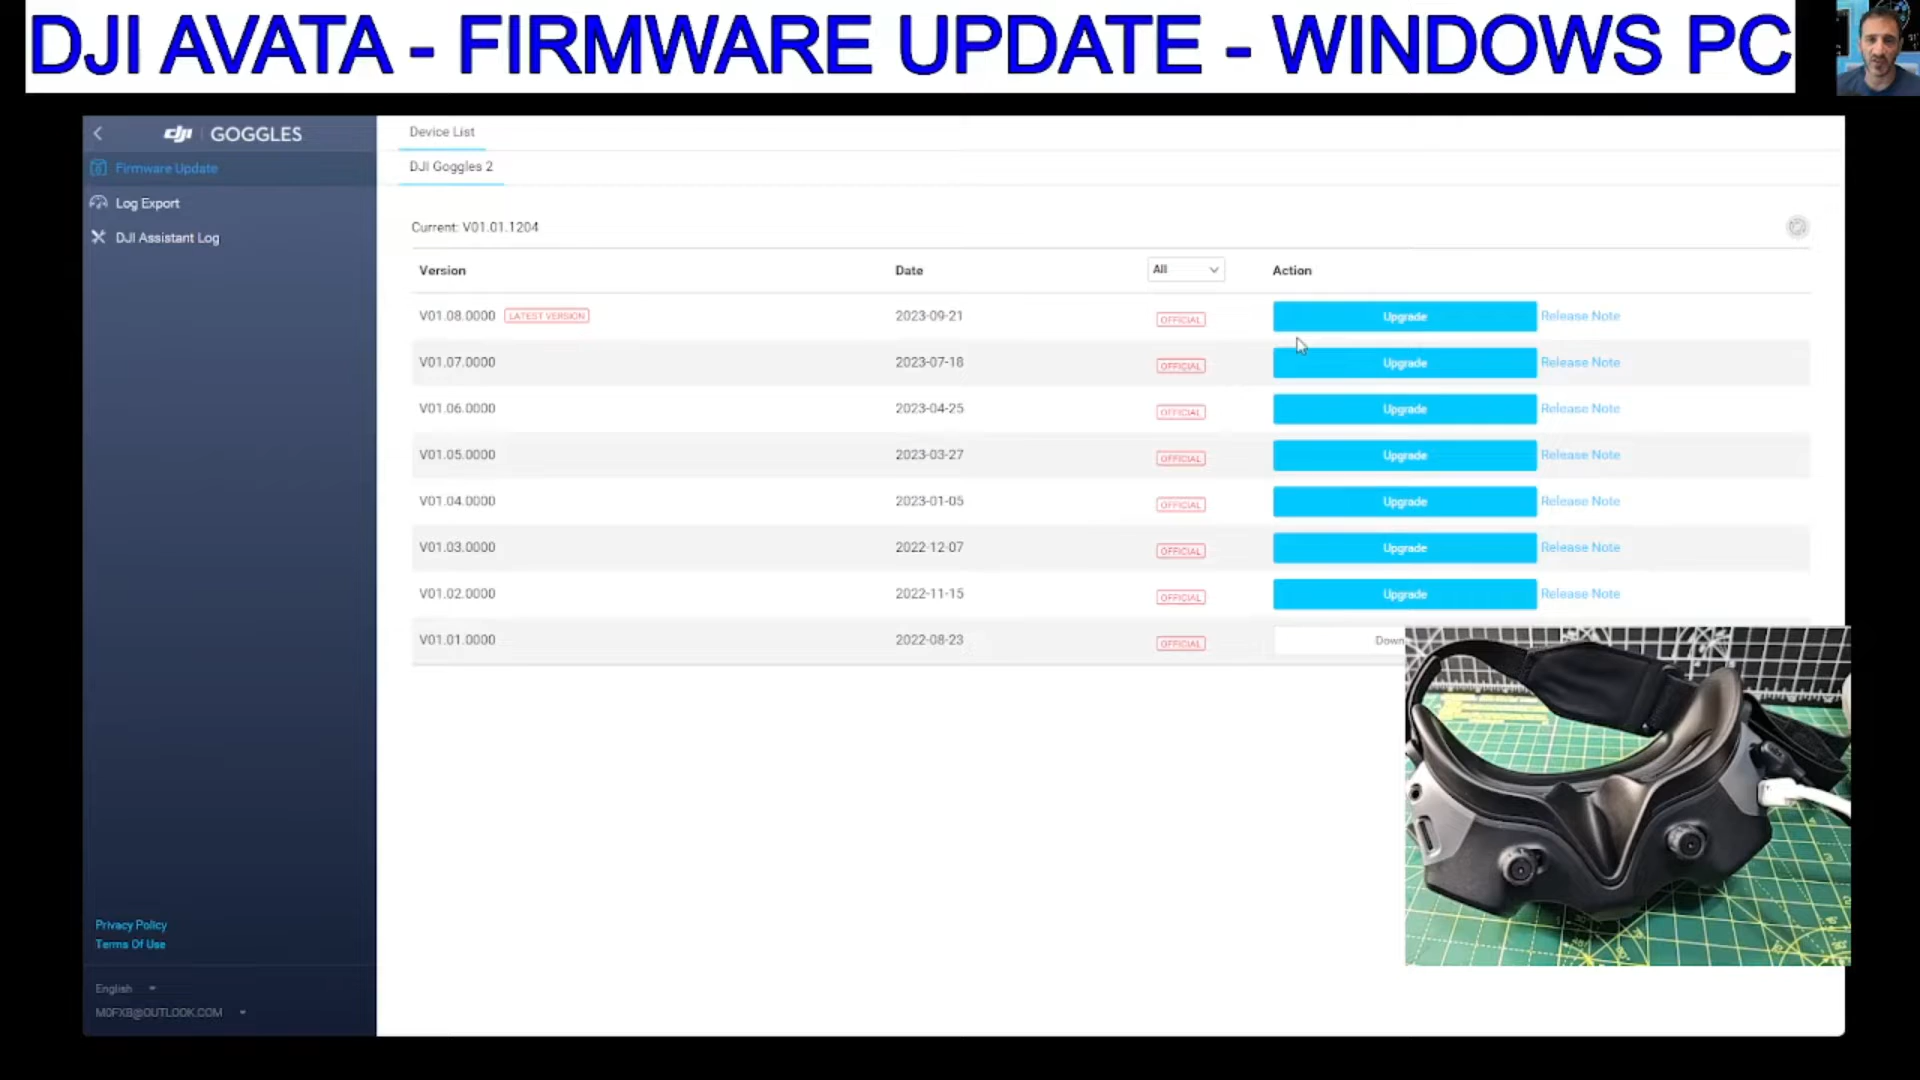 DJI AVATA - FIRMWARE UPDATE - WINDOWS PC
dji GOGGLES
Firmware Update
Log Export
DJI Assistant Log
Privacy Policy
Terms Of Use
English
M0FXB@OUTLOOK.COM
Device List
DJI Goggles 2
Current: V01.01.1204
Version Date All Action
V01.08.0000 LATEST VERSION 2023-09-21 OFFICIAL Upgrade Release Note
V01.07.0000 2023-07-18 OFFICIAL Upgrade Release Note
V01.06.0000 2023-04-25 OFFICIAL Upgrade Release Note
V01.05.0000 2023-03-27 OFFICIAL Upgrade Release Note
V01.04.0000 2023-01-05 OFFICIAL Upgrade Release Note
V01.03.0000 2022-12-07 OFFICIAL Upgrade Release Note
V01.02.0000 2022-11-15 OFFICIAL Upgrade Release Note
V01.01.0000 2022-08-23 OFFICIAL Down